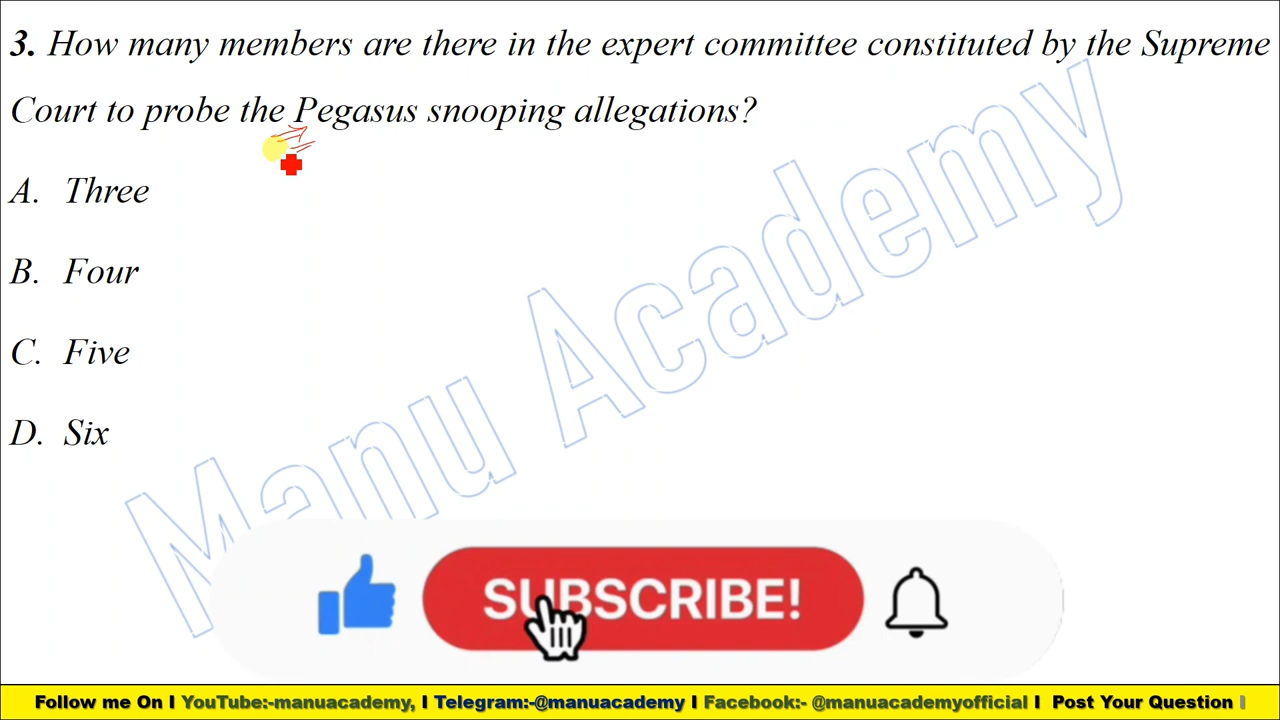 3. How many members are there in the expert committee constituted by the Supreme
Court to probe the Pegasus snooping allegations?
A. Three
B. Four
C. Five
D. Six
Manu Academy
SUBSCRIBE!
Follow me On I YouTube:-manuacademy, I Telegram:-@manuacademy I Facebook:- @manuacademyofficial I Post Your Question I